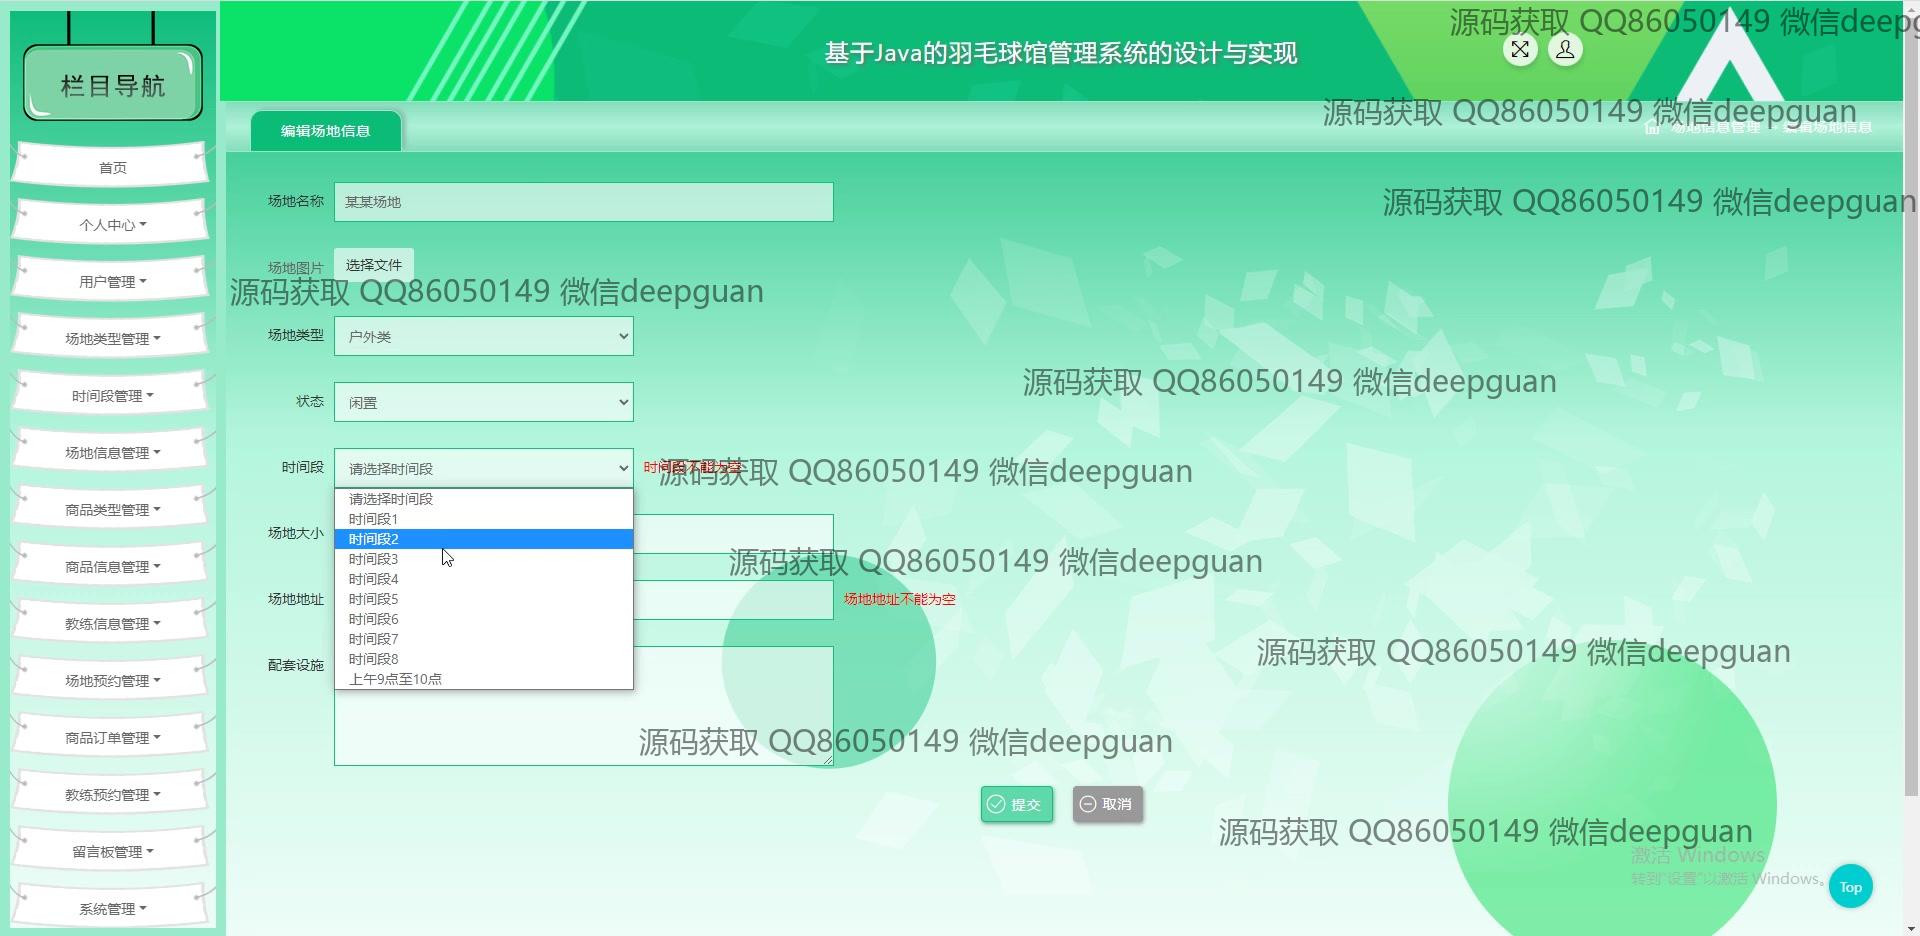 源码获取 QQ86050149 微信deepg
基于Java的羽毛球馆管理系统的设计与实现
栏目导航
源码获取 QQ86050149 微信deepguan
编辑场地信息
场地信息管理
编辑场地信息
首页
场地名称
某某场地
源码获取 QQ86050149 微信deepguan
个人中心
场地图片
选择文件
用户管理
源码获取 QQ86050149 微信deepguan
场地类型
户外类
场地类型管理
源码获取 QQ86050149 微信deepguan
时间段管理
状态
闲置
场地信息管理
时间段
请选择时间段
时间段不能为空
源码获取 QQ86050149 微信deepguan
请选择时间段
时间段1
时间段2
时间段3
时间段4
时间段5
时间段6
时间段7
时间段8
上午9点至10点
商品类型管理
场地大小
源码获取 QQ86050149 微信deepguan
商品信息管理
场地地址
场地地址不能为空
教练信息管理
配套设施
源码获取 QQ86050149 微信deepguan
场地预约管理
商品订单管理
源码获取 QQ86050149 微信deepguan
教练预约管理
提交
取消
源码获取 QQ86050149 微信deepguan
留言板管理
激活 Windows
转到"设置"以激活 Windows。
Top
系统管理